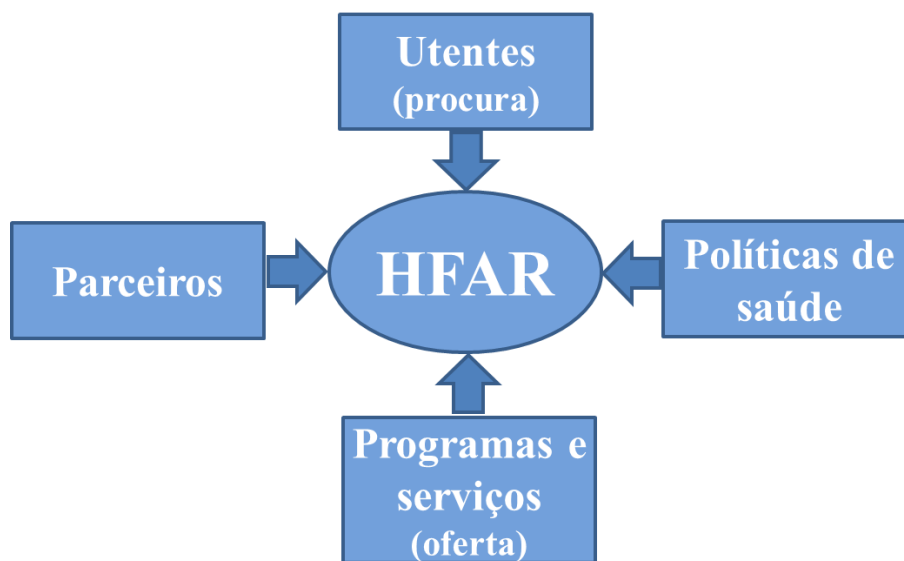 Utentes
(procura)
Parceiros
HFAR
Políticas de
saúde
Programas e
serviços
(oferta)